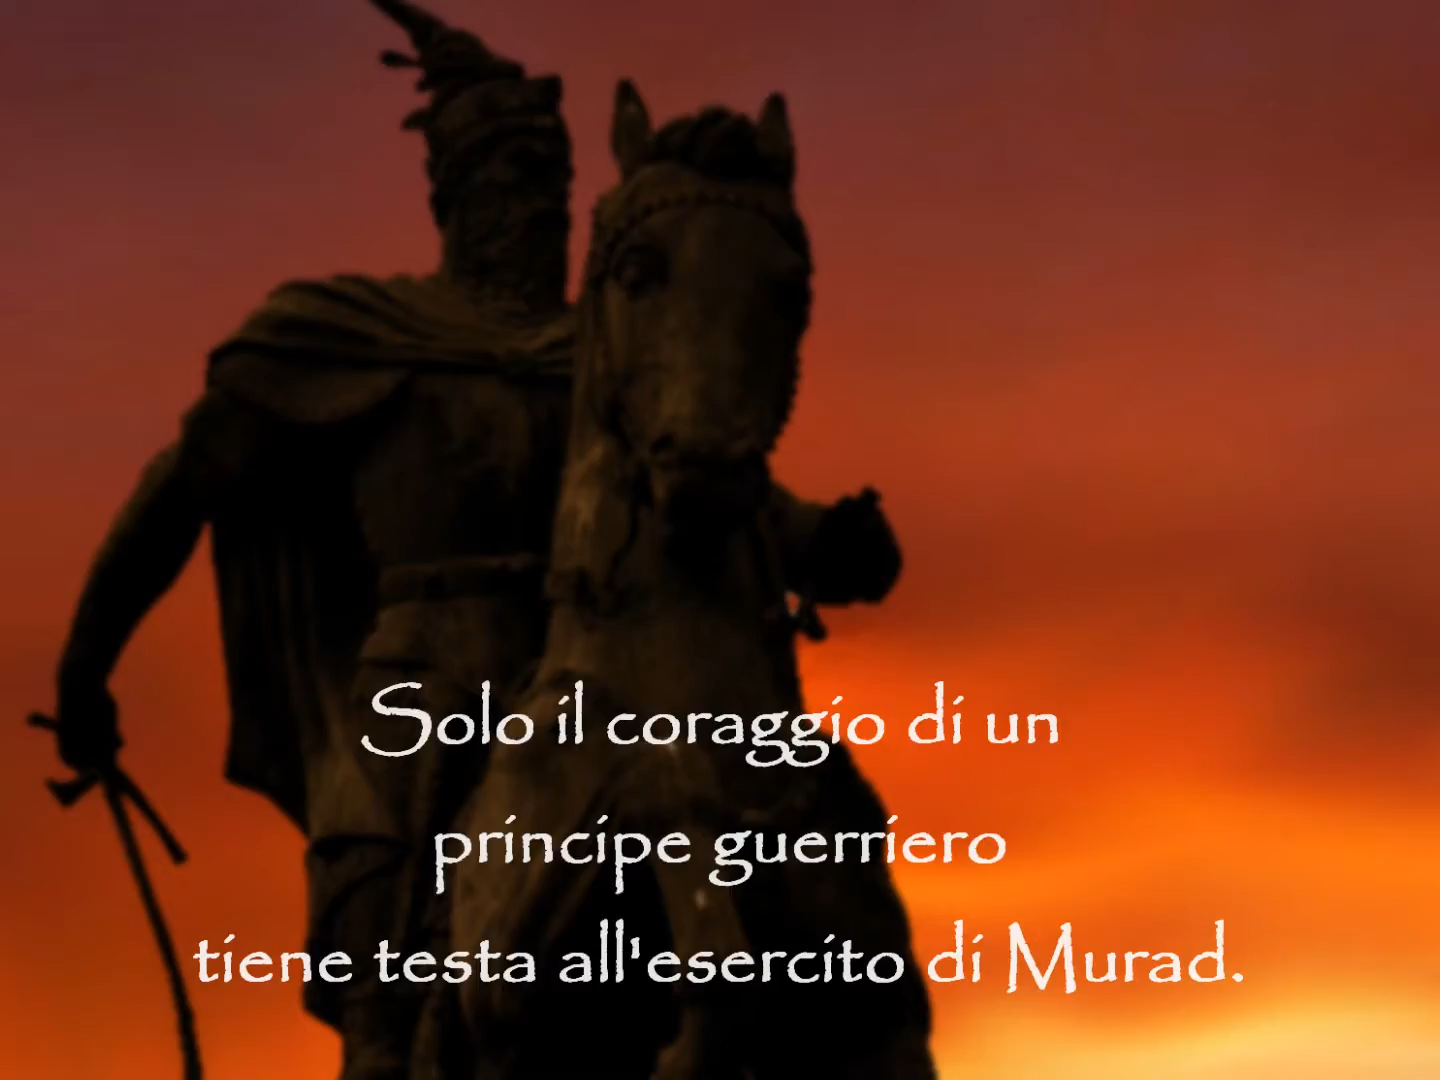 Solo il coraggio di un
principe guerriero
tiene testa all'esercito di Murad.